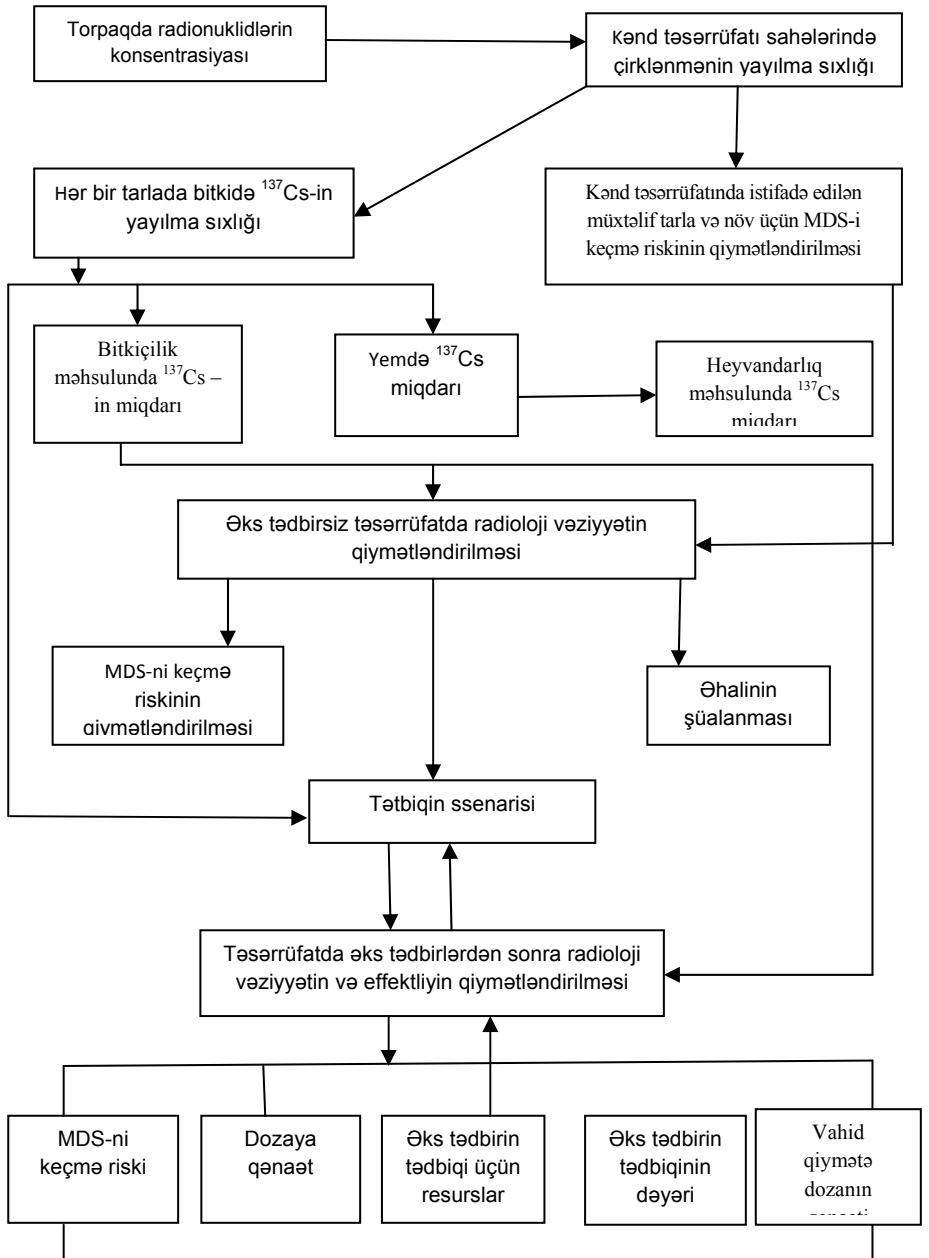 Torpaqda radionuklidlərin
konsentrasiyası
Kənd təsərrüfatı sahələrində
çirklənmənin yayılma sıxlığı
Hər bir tarlada bitkidə ¹³⁷Cs-in
yayılma sıxlığı
Kənd təsərrüfatında istifadə edilən
müxtəlif tarla və növ üçün MDS-i
keçmə riskinin qiymətləndirilməsi
Bitkiçilik
məhsulunda ¹³⁷Cs –
in miqdarı
Yemdə ¹³⁷Cs
miqdarı
Heyvandarlıq
məhsulunda ¹³⁷Cs
miqdarı
Əks tədbirsiz təsərrüfatda radioloji vəziyyətin
qiymətləndirilməsi
MDS-ni keçmə
riskinin
qiymətləndirilməsi
Əhalinin
şüalanması
Tətbiqin ssenarisi
Təsərrüfatda əks tədbirlərdən sonra radioloji
vəziyyətin və effektliyin qiymətləndirilməsi
MDS-ni
keçmə riski
Dozaya
qənaət
Əks tədbirin
tədbiqi üçün
resurslar
Əks tədbirin
tədbiqinin
dəyəri
Vahid
qiymətə
dozanın